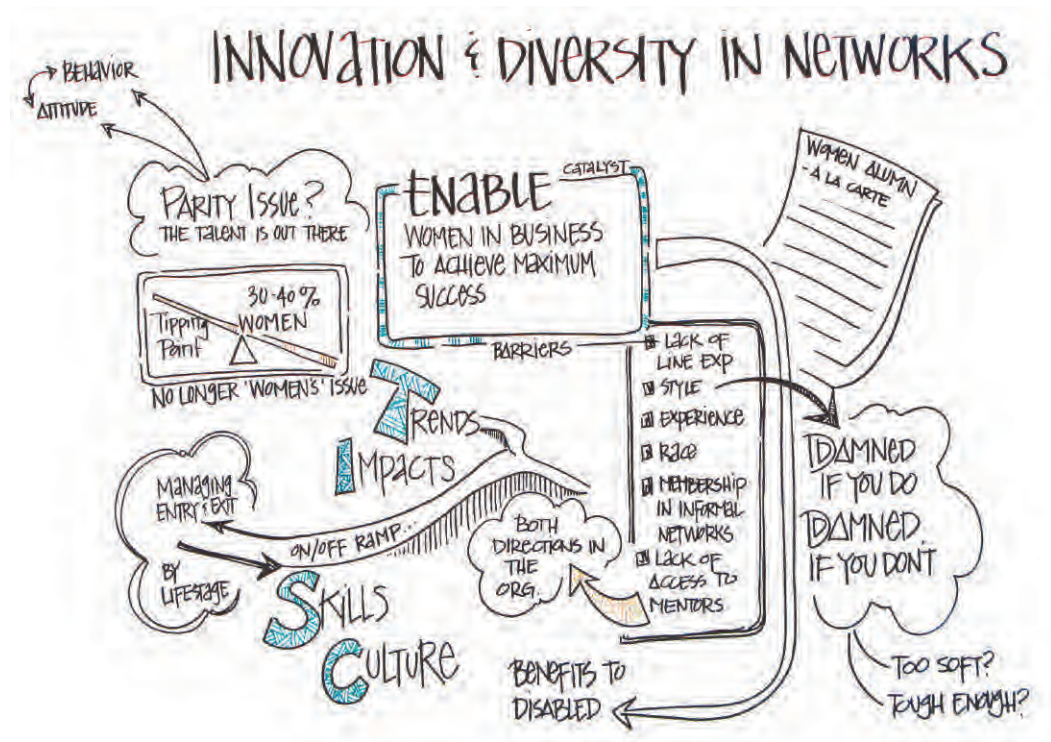 INNOVATION & DIVERSITY IN NETWORKS
BEHAVIOR
ATTITUDE
PARITY ISSUE?
THE TALENT IS OUT THERE
30-40%
WOMEN
Tipping
Point
NO LONGER 'WOMEN'S' ISSUE
CATALYST
ENABLE
WOMEN IN BUSINESS
TO ACHIEVE MAXIMUM
SUCCESS
BARRIERS
LACK OF
LINE EXP
STYLE
EXPERIENCE
RACE
MEMBERSHIP
IN INFORMAL
NETWORKS
LACK OF
ACCESS TO
MENTORS
WOMEN ALUMN
- A LA CARTE
DAMNED
IF YOU DO
DAMNED
IF YOU DON'T
TOO SOFT?
TOUGH ENOUGH?
TRENDS
IMPACTS
SKILLS
CULTURE
MANAGING
ENTRY & EXIT
BY
LIFESTAGE
ON/OFF RAMP...
BOTH
DIRECTIONS IN
THE
ORG.
BENEFITS TO
DISABLED